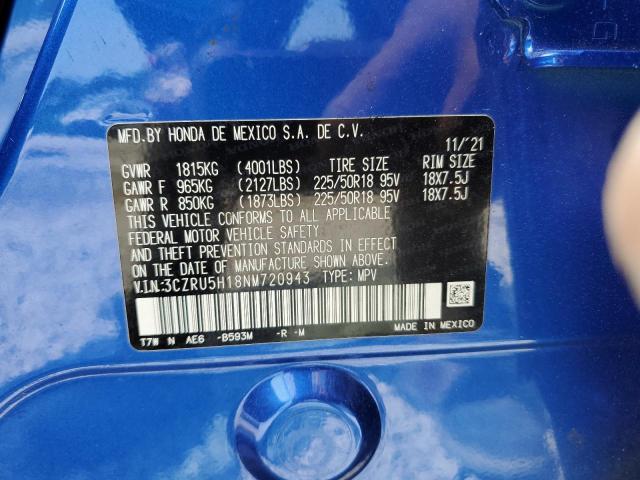 MFD.BY HONDA DE MEXICO S.A. DE C.V.
11/'21
GVWR 1815KG (4001LBS) TIRE SIZE RIM SIZE
GAWR F 965KG (2127LBS) 225/50R18 95V 18X7.5J
GAWR R 850KG (1873LBS) 225/50R18 95V 18X7.5J
THIS VEHICLE CONFORMS TO ALL APPLICABLE
FEDERAL MOTOR VEHICLE SAFETY
AND THEFT PREVENTION STANDARDS IN EFFECT
ON THE DATE OF MANUFACTURE SHOWN ABOVE.
V.I.N:3CZRU5H18NM720943 TYPE: MPV
T7W N AE6 -B593M -R -M MADE IN MEXICO